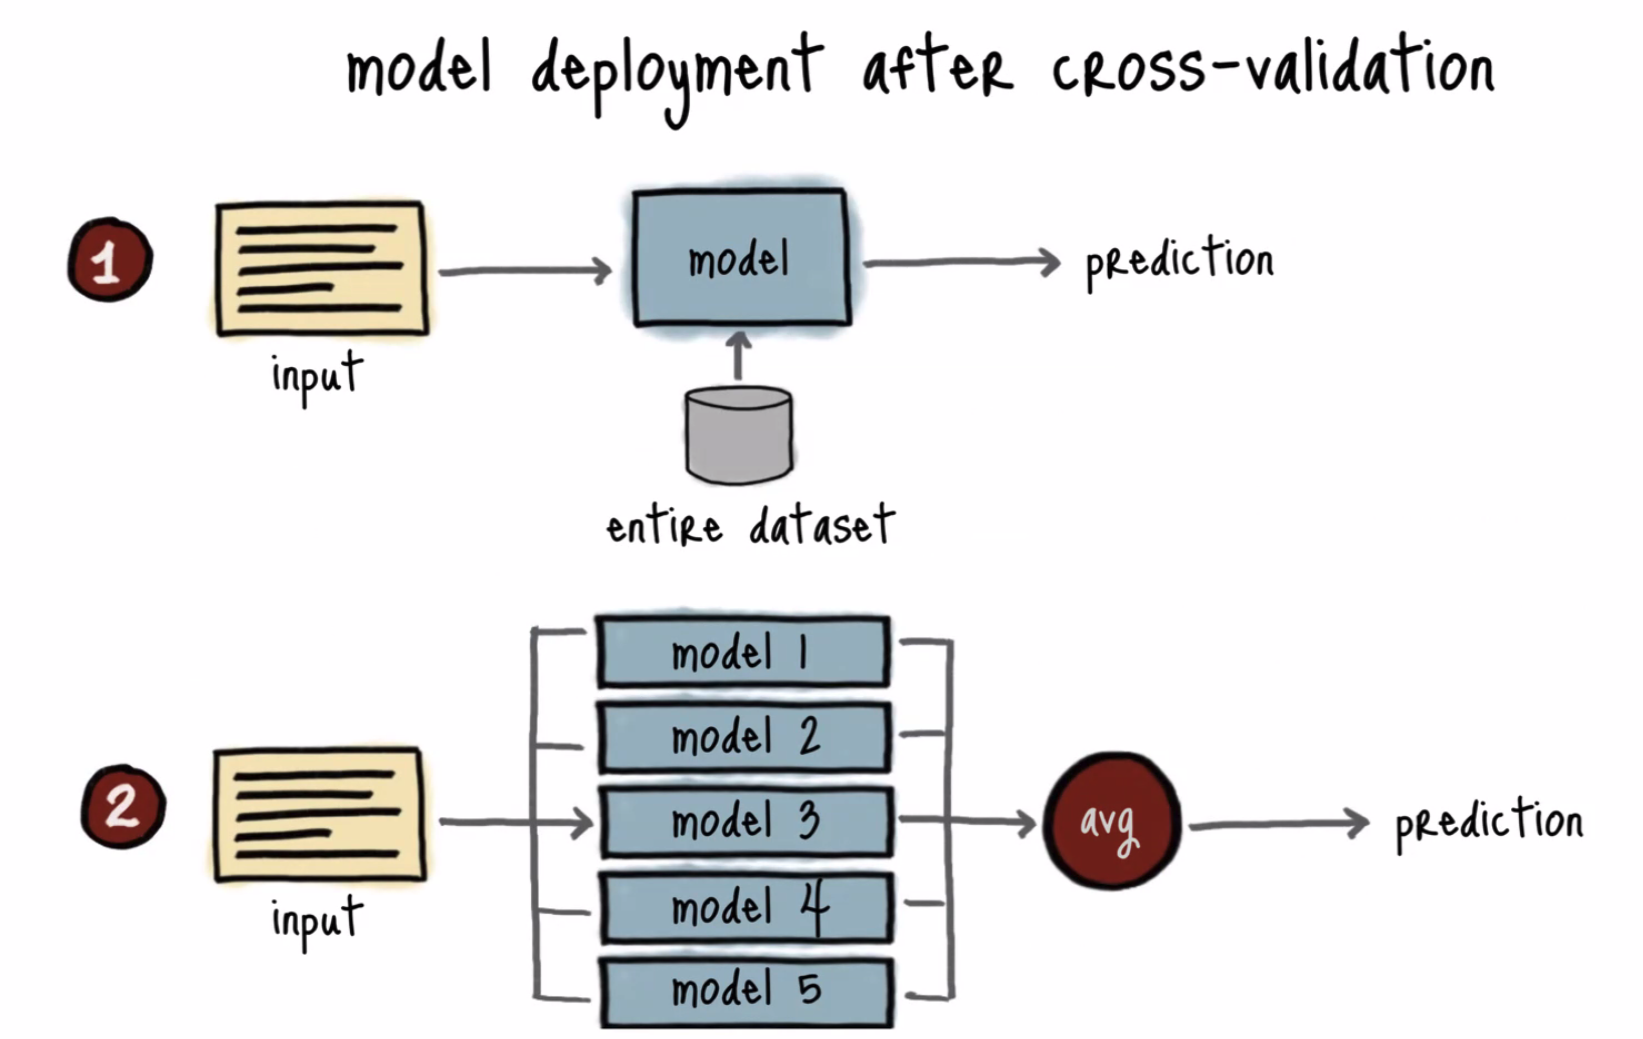 model deployment after cross-validation
1
model
prediction
input
entire dataset
model 1
model 2
2
model 3
avg
prediction
model 4
input
model 5